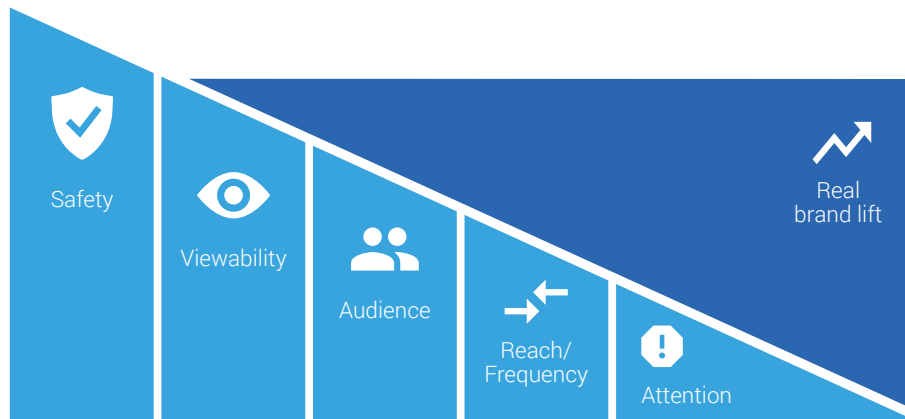 Safety
Viewability
Audience
Reach/
Frequency
Attention
Real
brand lift